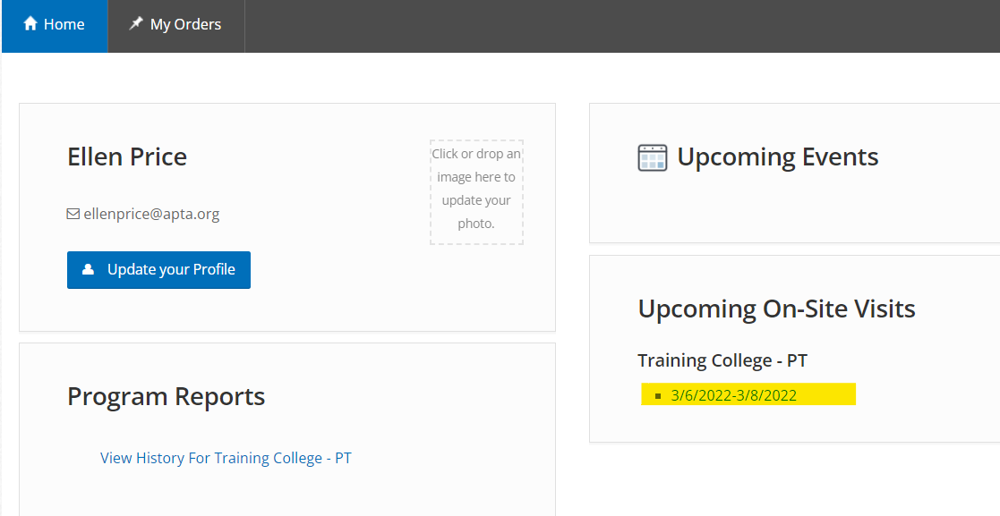 Home
My Orders
Ellen Price
ellenprice@apta.org
Update your Profile
Click or drop an
image here to
update your
photo.
Program Reports
View History For Training College - PT
Upcoming Events
Upcoming On-Site Visits
Training College - PT
3/6/2022-3/8/2022